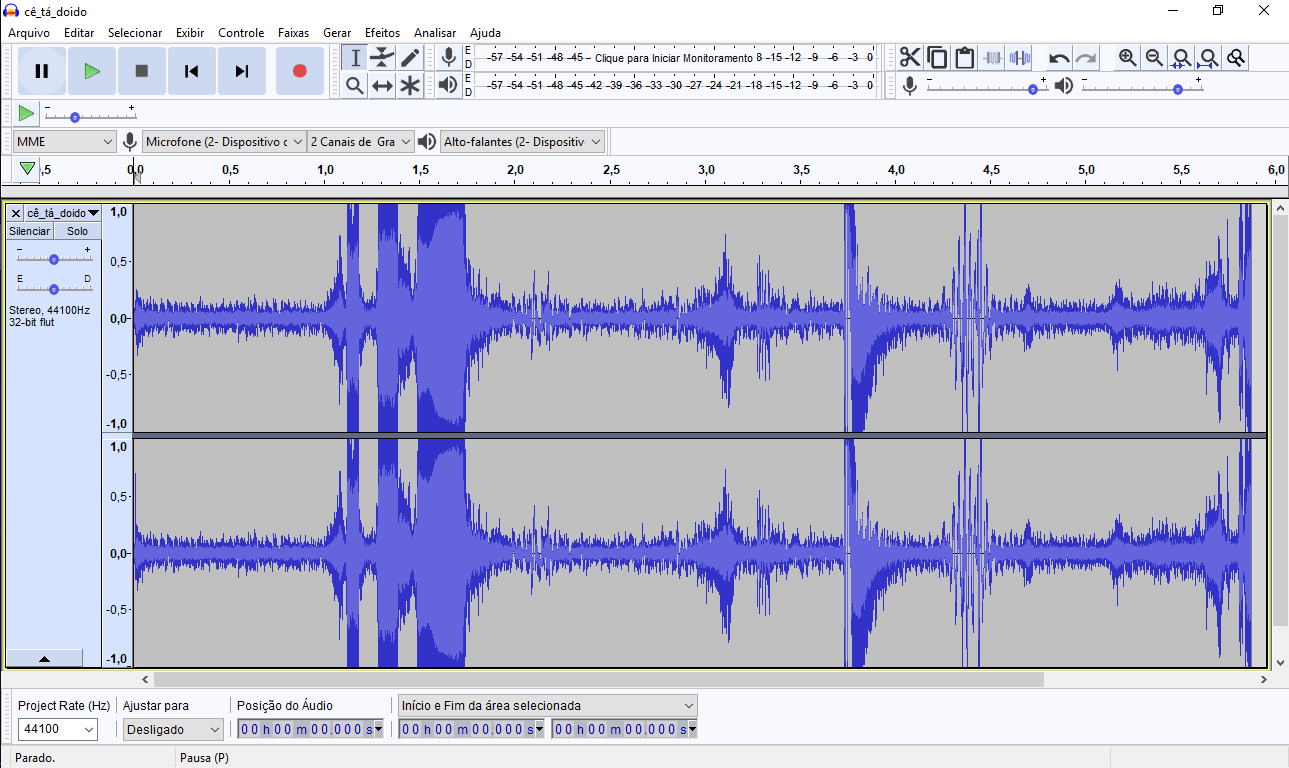 cê_tá_doido
Arquivo Editar Selecionar Exibir Controle Faixas Gerar Efeitos Analisar Ajuda
E -57 -54 -51 -48 -45 – Clique para Iniciar Monitoramento 8 -15 -12 -9 -6 -3 0
D
E -57 -54 -51 -48 -45 -42 -39 -36 -33 -30 -27 -24 -21 -18 -15 -12 -9 -6 -3 0
D
- +
- +
- +
MME Microfone (2- Dispositivo c 2 Canais de Gra Alto-falantes (2- Dispositiv
,5 0,0 0,5 1,0 1,5 2,0 2,5 3,0 3,5 4,0 4,5 5,0 5,5 6,0
cê_tá_doido
Silenciar Solo
- +
E D
Stereo, 44100Hz
32-bit flut
1,0
0,5
0,0
-0,5
-1,0
1,0
0,5
0,0
-0,5
-1,0
Project Rate (Hz) Ajustar para Posição do Áudio Início e Fim da área selecionada
44100 Desligado 00 h 00 m 00.000 s 00 h 00 m 00.000 s 00 h 00 m 00.000 s
Parado. Pausa (P)